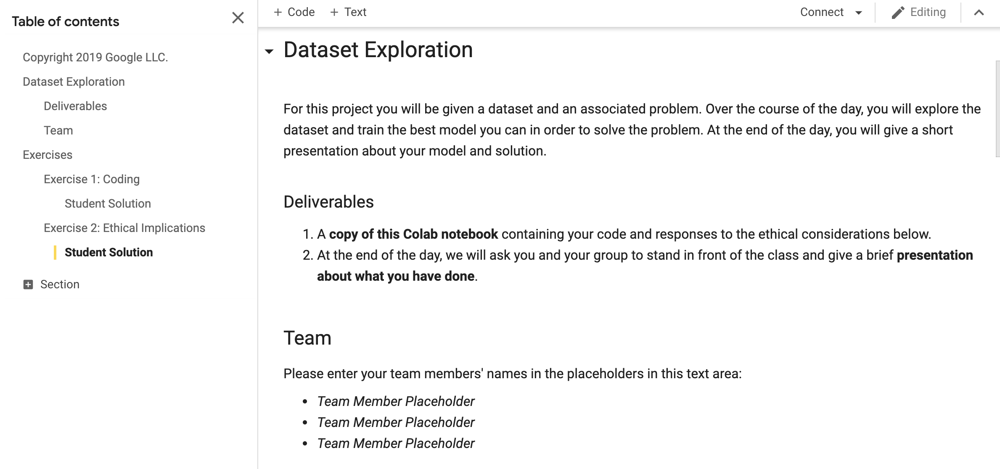 Table of contents
Copyright 2019 Google LLC.
Dataset Exploration
Deliverables
Team
Exercises
Exercise 1: Coding
Student Solution
Exercise 2: Ethical Implications
Student Solution
Section
+ Code + Text
Connect
Editing
Dataset Exploration
For this project you will be given a dataset and an associated problem. Over the course of the day, you will explore the
dataset and train the best model you can in order to solve the problem. At the end of the day, you will give a short
presentation about your model and solution.
Deliverables
1. A copy of this Colab notebook containing your code and responses to the ethical considerations below.
2. At the end of the day, we will ask you and your group to stand in front of the class and give a brief presentation
about what you have done.
Team
Please enter your team members' names in the placeholders in this text area:
• Team Member Placeholder
• Team Member Placeholder
• Team Member Placeholder